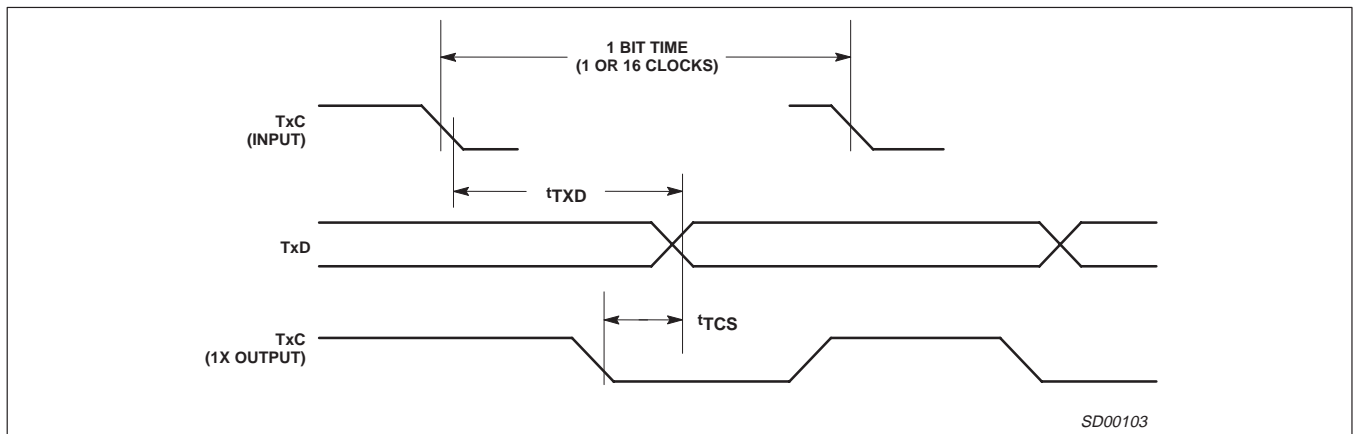 1 BIT TIME
(1 OR 16 CLOCKS)
TxC
(INPUT)
tTXD
TxD
tTCS
TxC
(1X OUTPUT)
SD00103